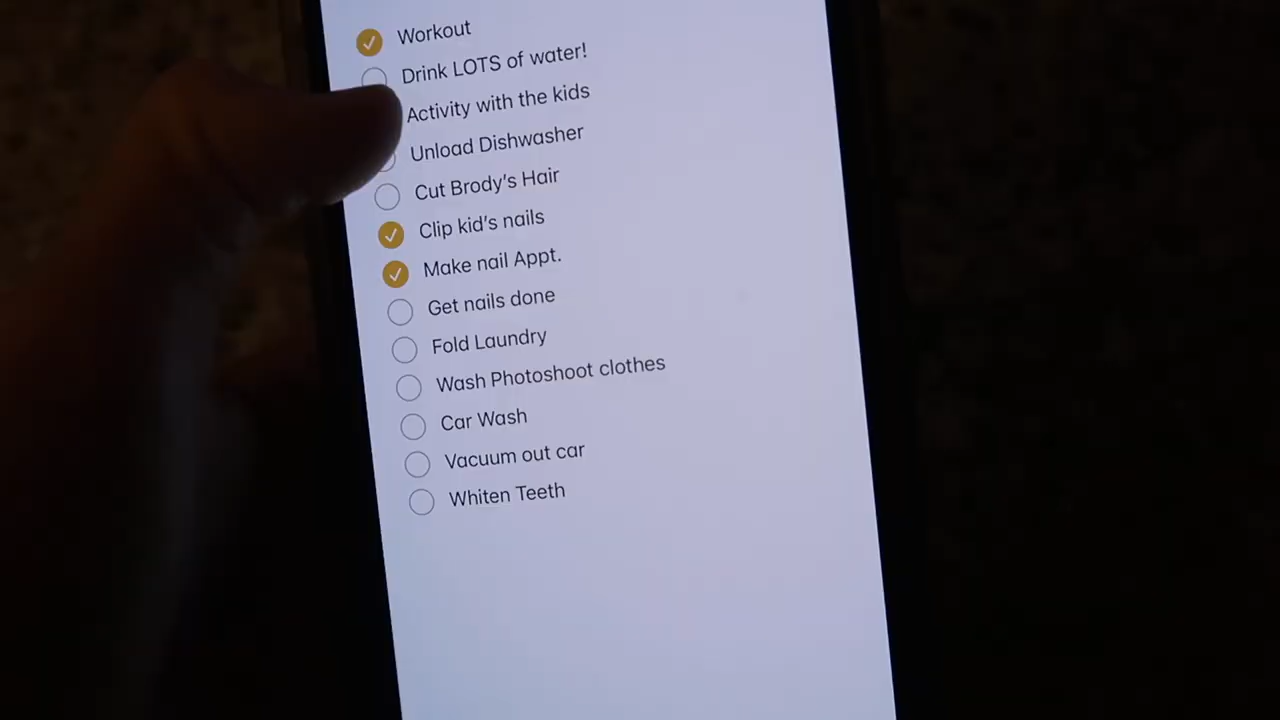 Workout
Drink LOTS of water!
Activity with the kids
Unload Dishwasher
Cut Brody's Hair
Clip kid's nails
Make nail Appt.
Get nails done
Fold Laundry
Wash Photoshoot clothes
Car Wash
Vacuum out car
Whiten Teeth